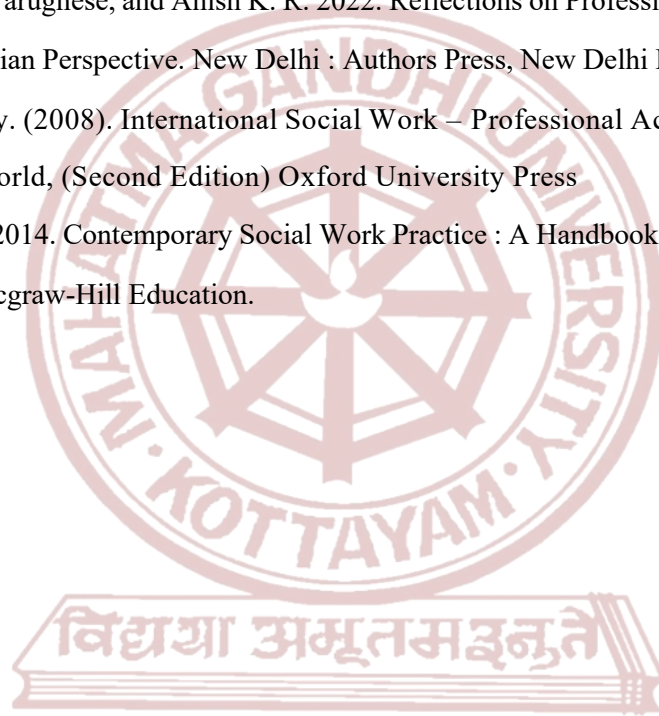 arughese, and Anish K. R. 2022. Reflections on Professi
ian Perspective. New Delhi : Authors Press, New Delhi
y. (2008). International Social Work – Professional Ac
orld, (Second Edition) Oxford University Press
2014. Contemporary Social Work Practice : A Handbook
cgraw-Hill Education.
MAHATMA GANDHI UNIVERSITY
KOTTAYAM
विद्यया अमृतमश्नुते